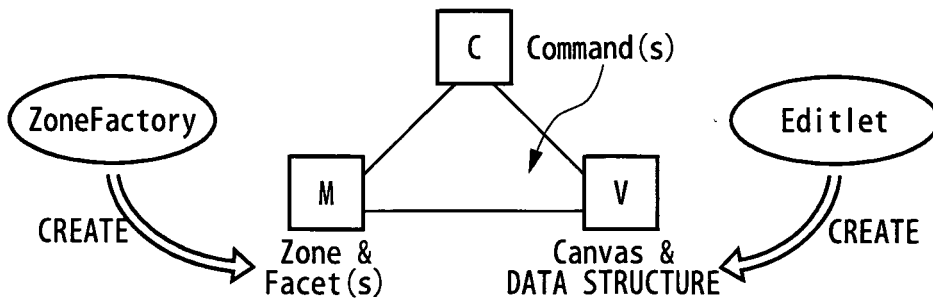 C
Command(s)
ZoneFactory
Editlet
M
V
CREATE
CREATE
Zone &
Facet(s)
Canvas &
DATA STRUCTURE